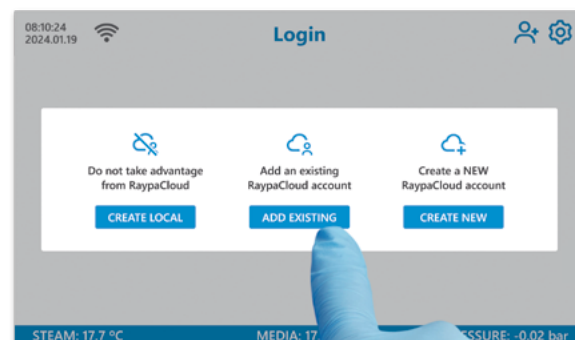 08:10:24
2024.01.19
Login
Do not take advantage
from RaypaCloud
CREATE LOCAL
Add an existing
RaypaCloud account
ADD EXISTING
Create a NEW
RaypaCloud account
CREATE NEW
STEAM: 17.7 ºC
MEDIA: 17
SSURE: -0.02 bar